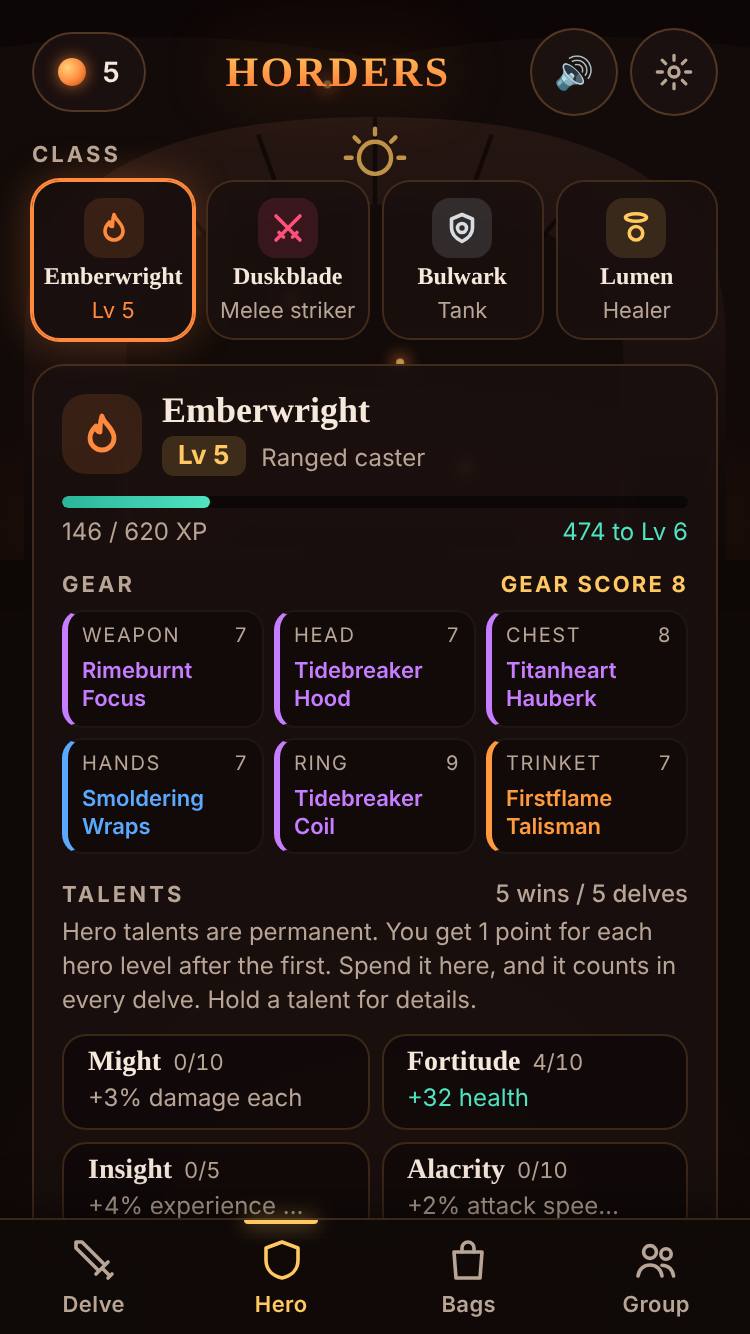 5
HORDERS
CLASS
Emberwright
Lv 5
Duskblade
Melee striker
Bulwark
Tank
Lumen
Healer
Emberwright
Lv 5 Ranged caster
146 / 620 XP 474 to Lv 6
GEAR GEAR SCORE 8
WEAPON 7
Rimeburnt
Focus
HEAD 7
Tidebreaker
Hood
CHEST 8
Titanheart
Hauberk
HANDS 7
Smoldering
Wraps
RING 9
Tidebreaker
Coil
TRINKET 7
Firstflame
Talisman
TALENTS 5 wins / 5 delves
Hero talents are permanent. You get 1 point for each
hero level after the first. Spend it here, and it counts in
every delve. Hold a talent for details.
Might 0/10
+3% damage each
Fortitude 4/10
+32 health
Insight 0/5
+4% experience ...
Alacrity 0/10
+2% attack spee...
Delve
Hero
Bags
Group